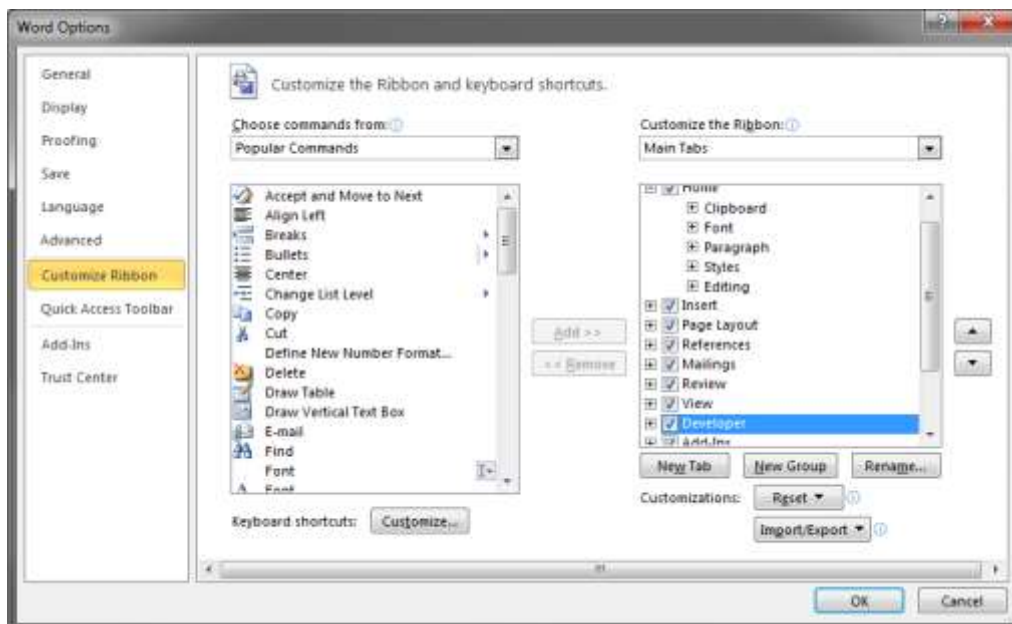 Word Options
General
Display
Proofing
Save
Language
Advanced
Customize Ribbon
Quick Access Toolbar
Add-Ins
Trust Center
Customize the Ribbon and keyboard shortcuts.
Choose commands from:
Popular Commands
Accept and Move to Next
Align Left
Breaks
Bullets
Center
Change List Level
Copy
Cut
Define New Number Format...
Delete
Draw Table
Draw Vertical Text Box
E-mail
Find
Font
Font
Keyboard shortcuts: Customize...
Add >>
<< Remove
Customize the Ribbon:
Main Tabs
Home
Clipboard
Font
Paragraph
Styles
Editing
Insert
Page Layout
References
Mailings
Review
View
Developer
Add-Ins
New Tab New Group Rename...
Customizations: Reset
Import/Export
OK Cancel